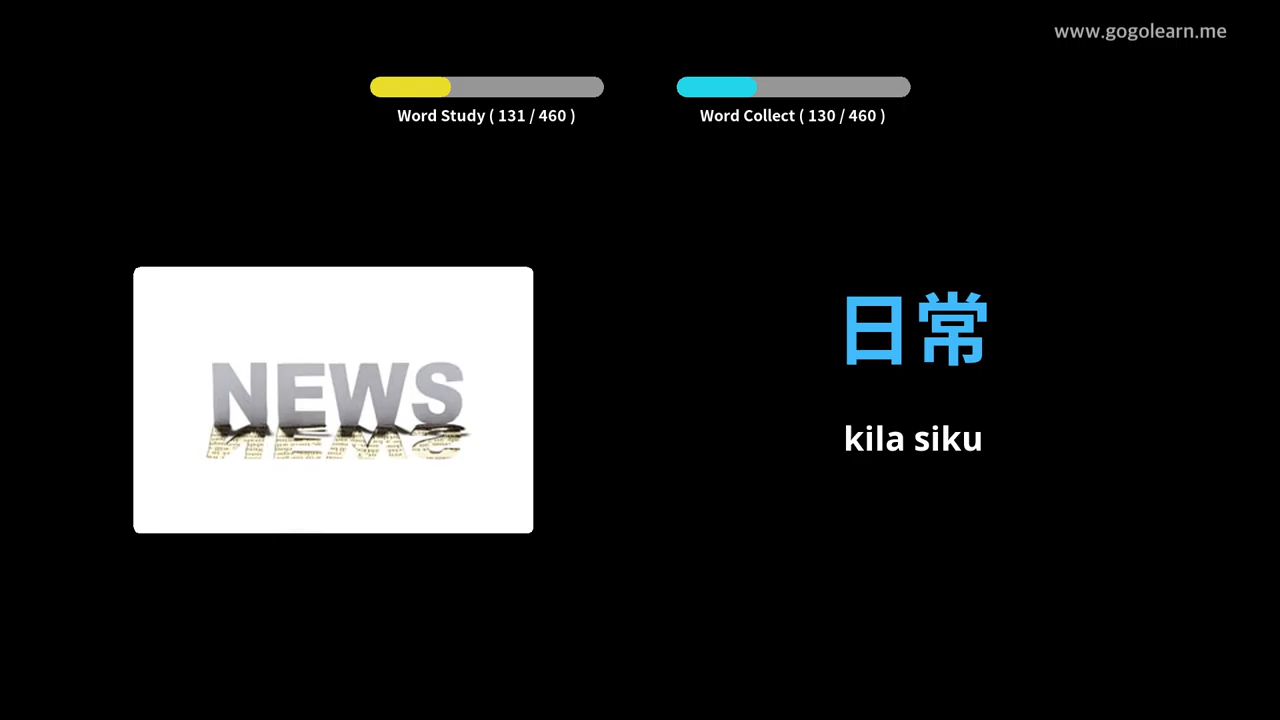 www.gogolearn.me
Word Study ( 131 / 460 )
Word Collect ( 130 / 460 )
NEWS
日常
kila siku